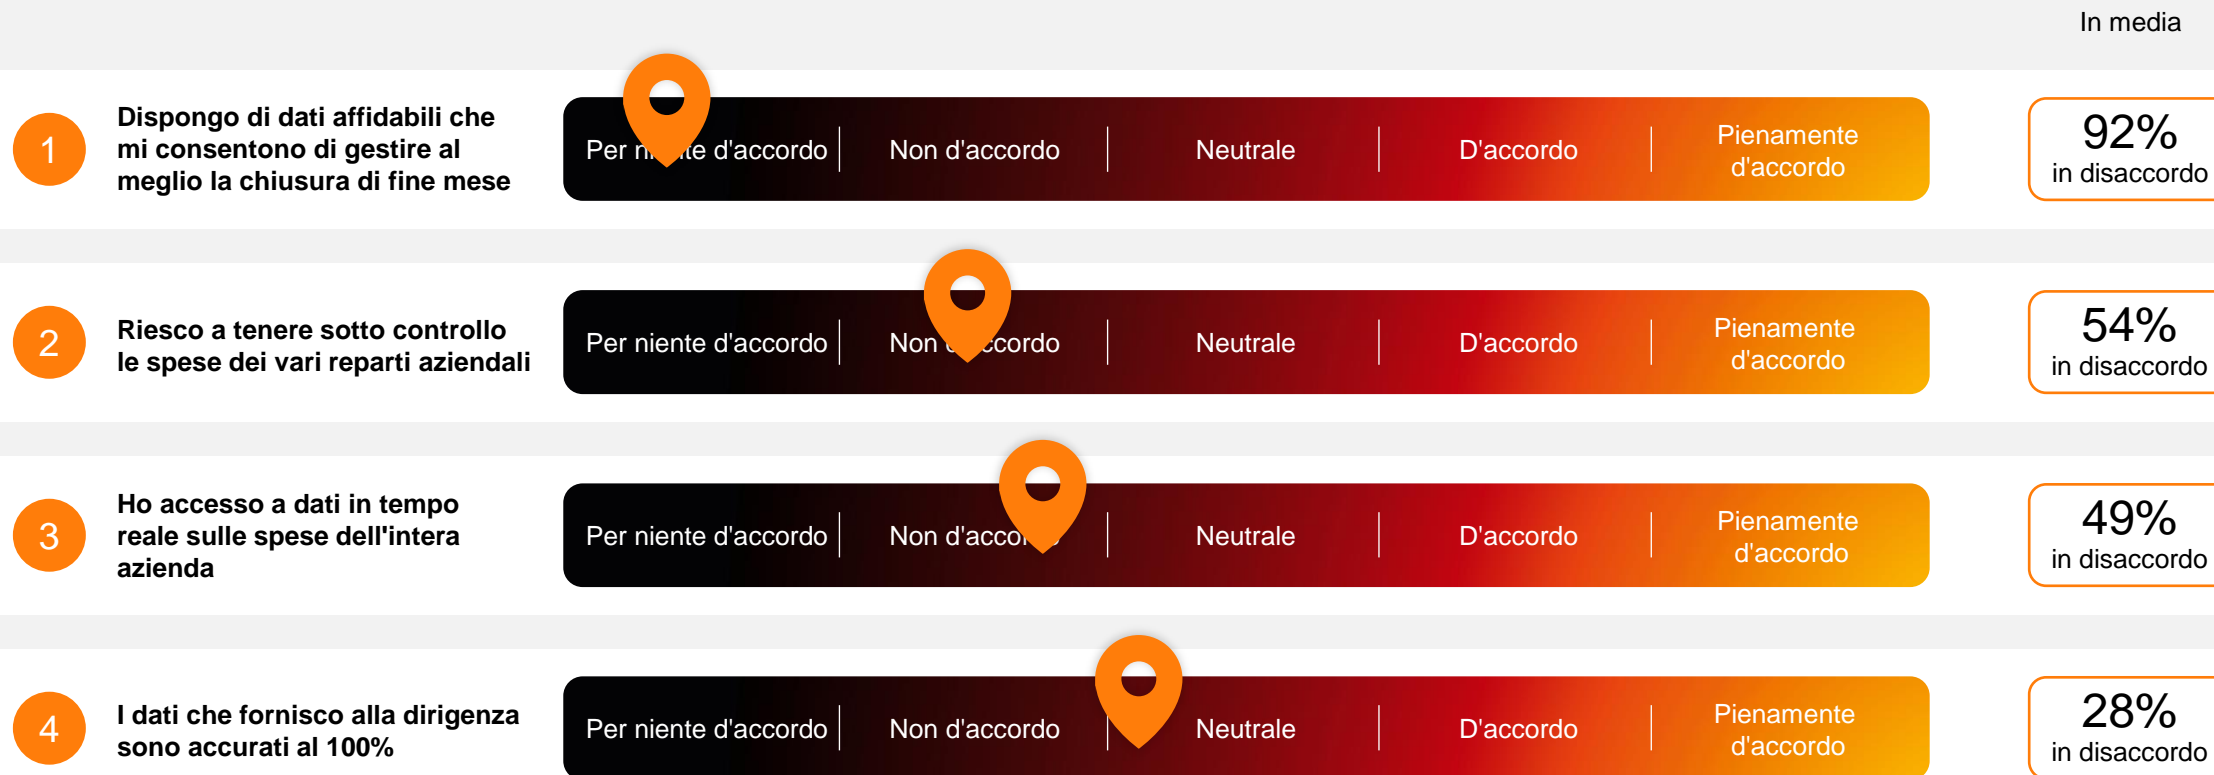 In media
1
Dispongo di dati affidabili che
mi consentono di gestire al
meglio la chiusura di fine mese
Per niente d'accordo
Non d'accordo
Neutrale
D'accordo
Pienamente
d'accordo
92%
in disaccordo
2
Riesco a tenere sotto controllo
le spese dei vari reparti aziendali
Per niente d'accordo
Non d'accordo
Neutrale
D'accordo
Pienamente
d'accordo
54%
in disaccordo
3
Ho accesso a dati in tempo
reale sulle spese dell'intera
azienda
Per niente d'accordo
Non d'accordo
Neutrale
D'accordo
Pienamente
d'accordo
49%
in disaccordo
4
I dati che fornisco alla dirigenza
sono accurati al 100%
Per niente d'accordo
Non d'accordo
Neutrale
D'accordo
Pienamente
d'accordo
28%
in disaccordo